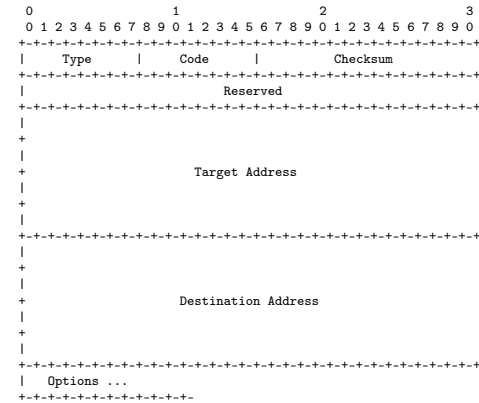 0                   1                   2                   3
 0 1 2 3 4 5 6 7 8 9 0 1 2 3 4 5 6 7 8 9 0 1 2 3 4 5 6 7 8 9 0
+-+-+-+-+-+-+-+-+-+-+-+-+-+-+-+-+-+-+-+-+-+-+-+-+-+-+-+-+-+-+-+
|     Type      |     Code      |          Checksum
+-+-+-+-+-+-+-+-+-+-+-+-+-+-+-+-+-+-+-+-+-+-+-+-+-+-+-+-+-+-+-+
|                           Reserved
+-+-+-+-+-+-+-+-+-+-+-+-+-+-+-+-+-+-+-+-+-+-+-+-+-+-+-+-+-+-+-+
|
+
|
+                       Target Address
|
+
|
+-+-+-+-+-+-+-+-+-+-+-+-+-+-+-+-+-+-+-+-+-+-+-+-+-+-+-+-+-+-+-+
|
+
|
+                     Destination Address
|
+
|
+-+-+-+-+-+-+-+-+-+-+-+-+-+-+-+-+-+-+-+-+-+-+-+-+-+-+-+-+-+-+-+
|   Options ...
+-+-+-+-+-+-+-+-+-+-+-+-